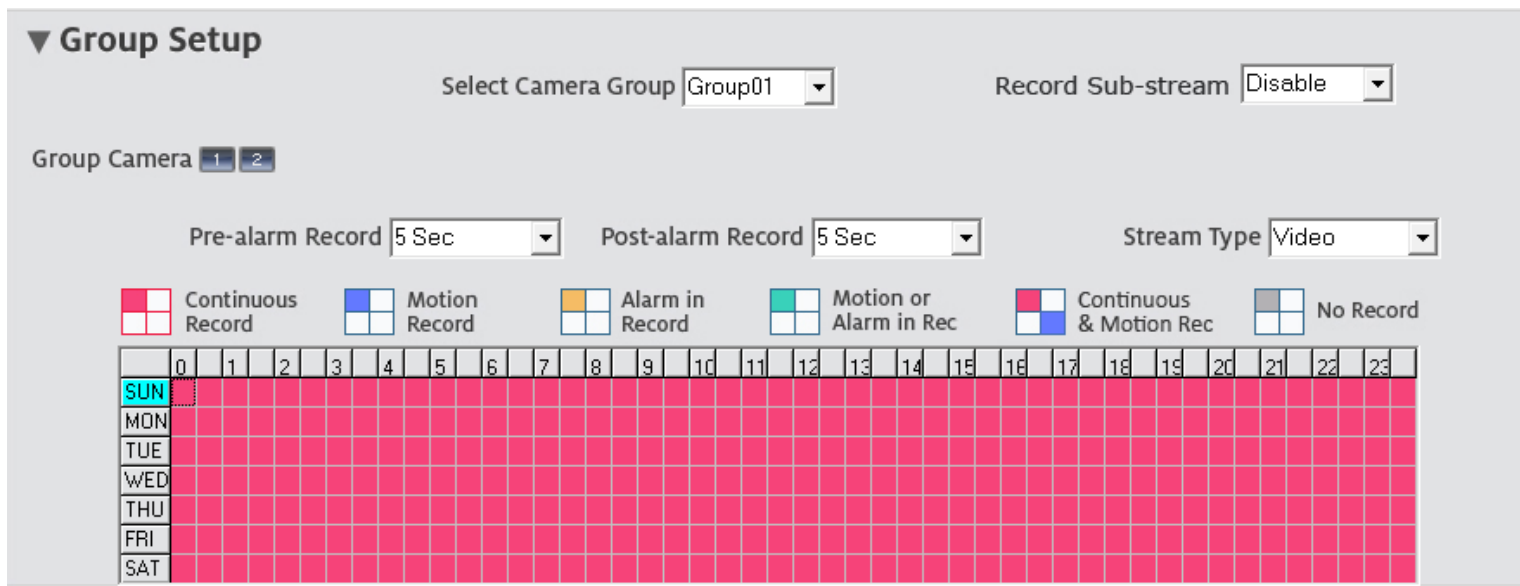 Group Setup
Select Camera Group Group01 Record Sub-stream Disable
Group Camera 1 2
Pre-alarm Record 5 Sec Post-alarm Record 5 Sec Stream Type Video
Continuous Record
Motion Record
Alarm in Record
Motion or Alarm in Rec
Continuous & Motion Rec
No Record
0 1 2 3 4 5 6 7 8 9 10 11 12 13 14 15 16 17 18 19 20 21 22 23
SUN
MON
TUE
WED
THU
FRI
SAT